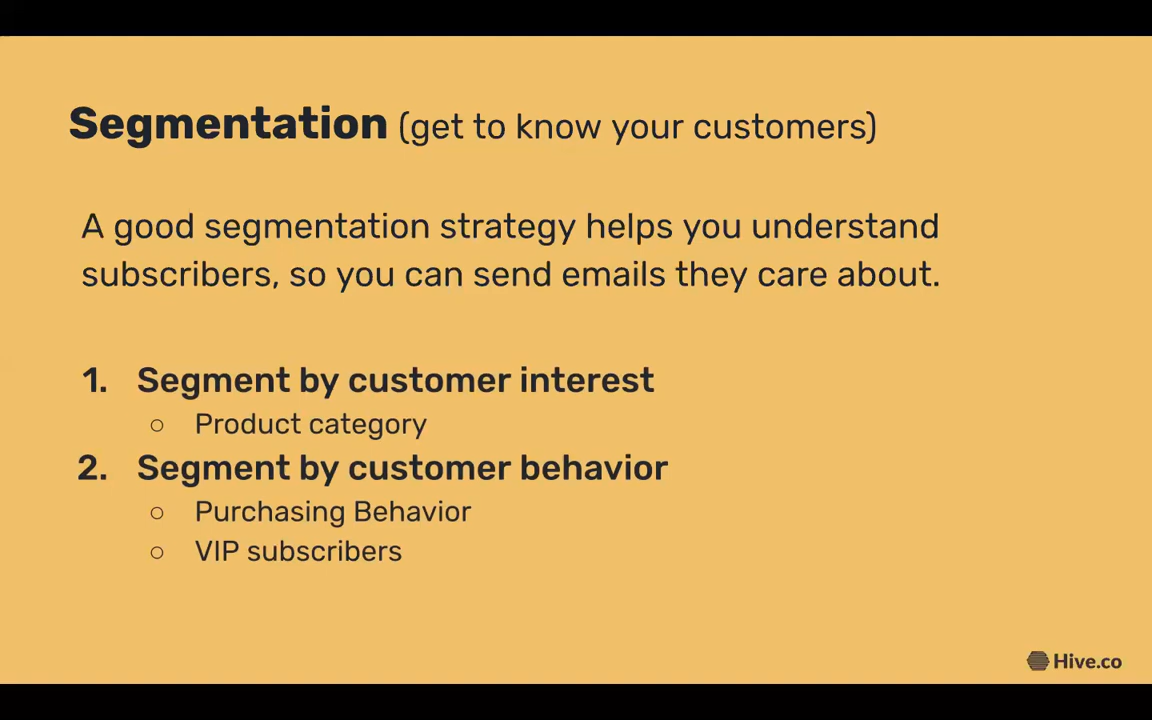 Segmentation (get to know your customers)
A good segmentation strategy helps you understand
subscribers, so you can send emails they care about.
1. Segment by customer interest
○ Product category
2. Segment by customer behavior
○ Purchasing Behavior
○ VIP subscribers
Hive.co